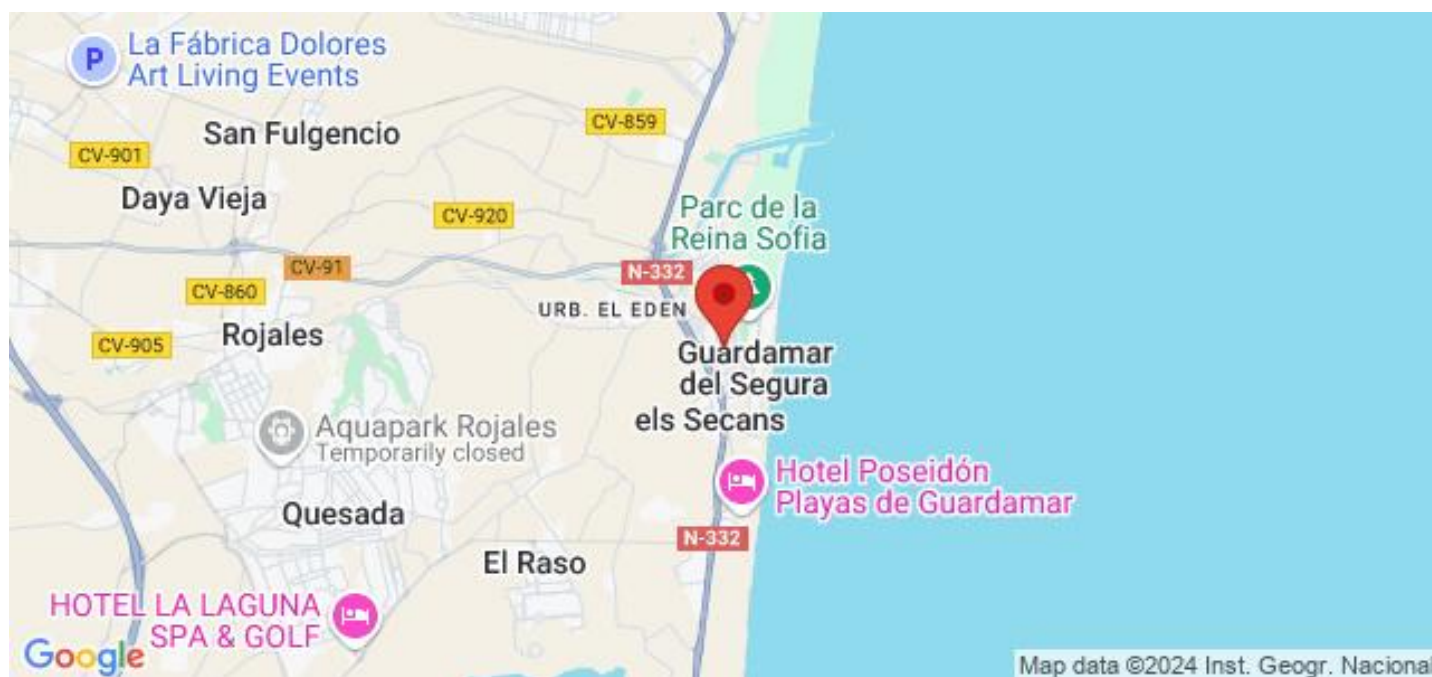 La Fábrica Dolores
Art Living Events
San Fulgencio
CV-859
CV-901
Daya Vieja
CV-920
Parc de la
Reina Sofia
CV-91
N-332
CV-860
URB. EL EDEN
Rojales
CV-905
Guardamar
del Segura
els Secans
Aquapark Rojales
Temporarily closed
Hotel Poseidón
Playas de Guardamar
Quesada
N-332
El Raso
HOTEL LA LAGUNA
SPA & GOLF
Google
Map data ©2024 Inst. Geogr. Nacional